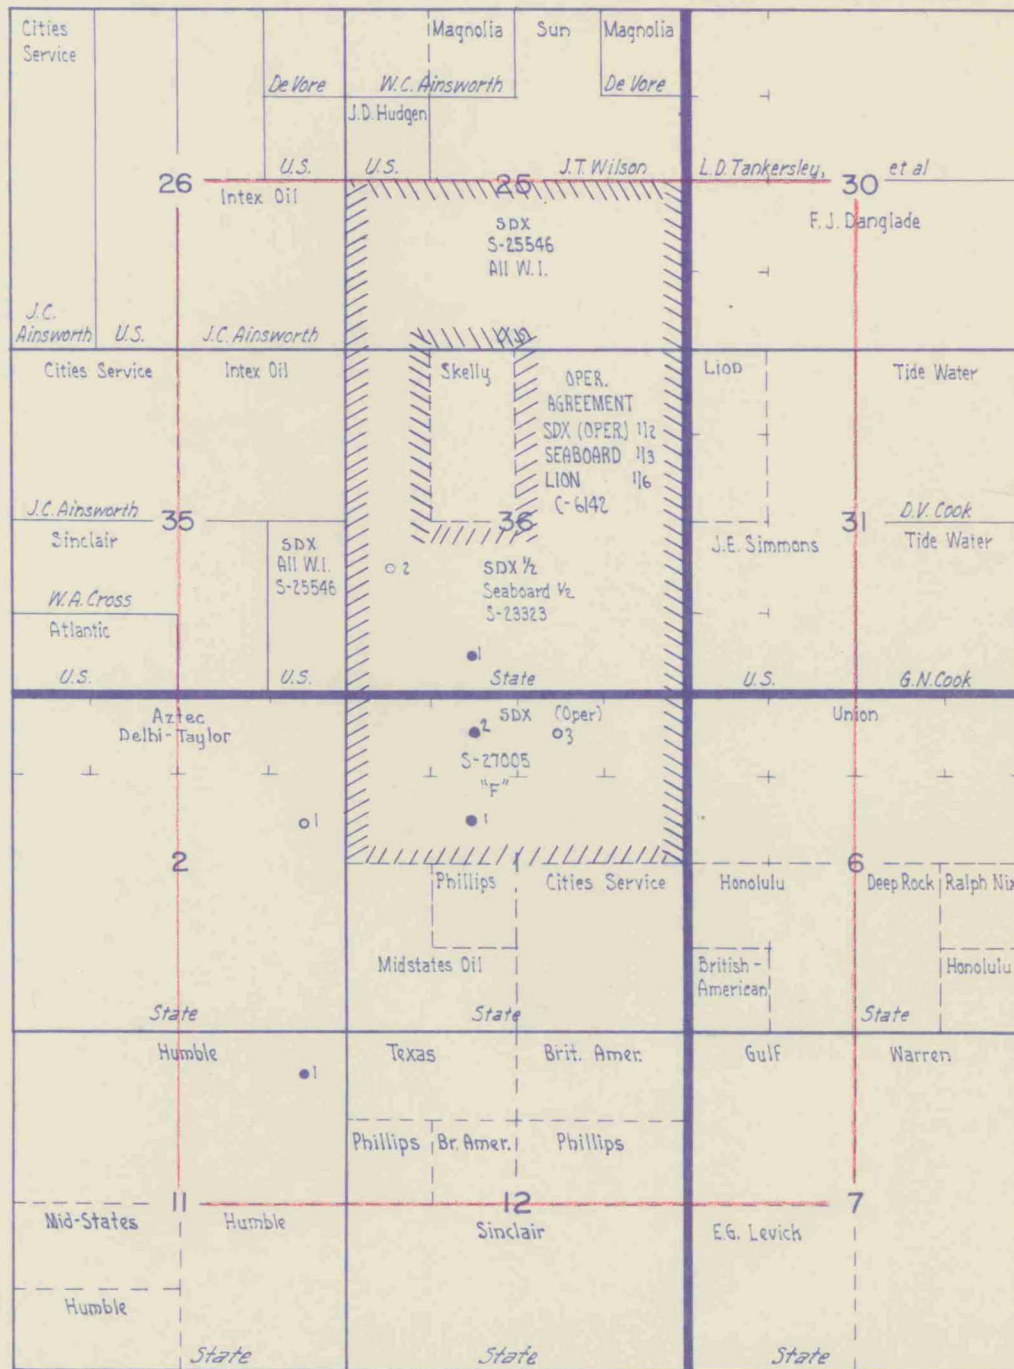 Cities
Service
Magnolia
Sun
Magnolia
De Vore
W.C. Ainsworth
De Vore
J.D. Hudgen
U.S.
U.S.
J.T. Wilson
L.D. Tankersley, et al
26
25
30
Intex Oil
F.J. Danglade
SDX
S-25546
All W.I.
J.C.
Ainsworth
U.S.
J.C. Ainsworth
Cities Service
Intex Oil
Skelly
OPER.
AGREEMENT
SDX (OPER) 1/2
SEABOARD 1/3
LION 1/6
C-6142
Lion
Tide Water
J.C. Ainsworth
35
36
31
D.V. Cook
Sinclair
SDX
All W.I.
S-25546
J.E. Simmons
Tide Water
2
SDX 1/2
Seaboard 1/2
S-23323
W.A. Cross
Atlantic
1
U.S.
U.S.
State
U.S.
G.N. Cook
Aztec
Delhi-Taylor
SDX (Oper)
2
3
S-27005
"F"
Union
1
1
2
1
6
Phillips
Cities Service
Honolulu
Deep Rock
Ralph Nix
Midstates Oil
British-
American
Honolulu
State
State
State
Humble
1
Texas
Brit. Amer.
Gulf
Warren
Phillips
Br. Amer.
Phillips
11
12
7
Mid-States
Humble
Sinclair
E.G. Levick
Humble
State
State
State